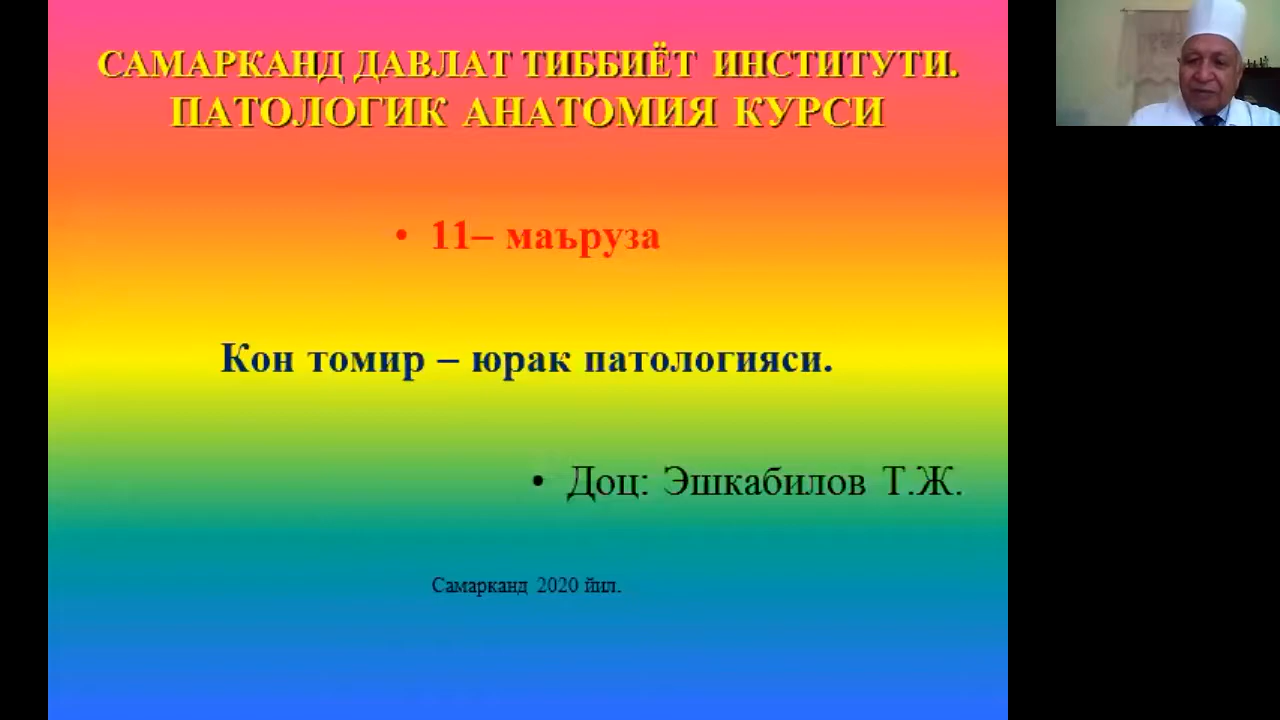 САМАРКАНД ДАВЛАТ ТИББИЁТ ИНСТИТУТИ.
ПАТОЛОГИК АНАТОМИЯ КУРСИ
• 11– маъруза
Кон томир – юрак патологияси.
• Доц: Эшкабилов Т.Ж.
Самарканд 2020 йил.